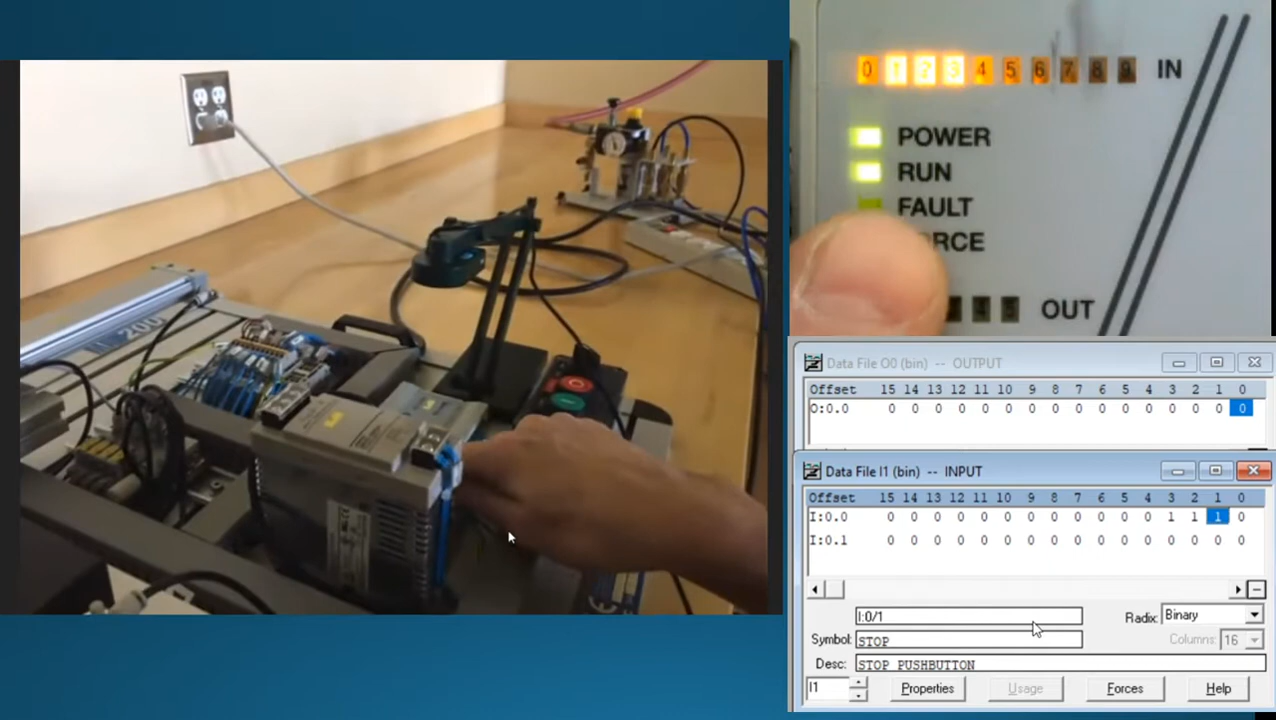 200
0 1 2 3 4 5 6 7 8 9 IN
POWER
RUN
FAULT
RCE
4 5 OUT
Data File O0 (bin) -- OUTPUT
Offset 15 14 13 12 11 10 9 8 7 6 5 4 3 2 1 0
O:0.0 0 0 0 0 0 0 0 0 0 0 0 0 0 0 0 0
Data File I1 (bin) -- INPUT
Offset 15 14 13 12 11 10 9 8 7 6 5 4 3 2 1 0
I:0.0 0 0 0 0 0 0 0 0 0 0 0 0 1 1 1 0
I:0.1 0 0 0 0 0 0 0 0 0 0 0 0 0 0 0 0
I:0/1 Radix: Binary
Symbol: STOP Columns: 16
Desc: STOP PUSHBUTTON
I1 Properties Usage Forces Help